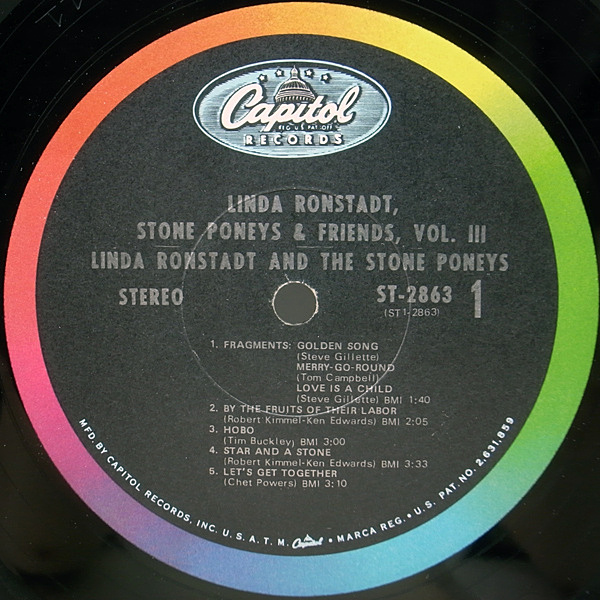 Capitol
REG. U.S. PAT. OFF.
RECORDS
LINDA RONSTADT,
STONE PONEYS & FRIENDS, VOL. III
LINDA RONSTADT AND THE STONE PONEYS
STEREO ST-2863 1
(ST1-2863)
1. FRAGMENTS: GOLDEN SONG
(Steve Gillette)
MERRY-GO-ROUND
(Tom Campbell)
LOVE IS A CHILD
(Steve Gillette) BMI 1:40
2. BY THE FRUITS OF THEIR LABOR
(Robert Kimmel-Ken Edwards) BMI 2:05
3. HOBO
(Tim Buckley) BMI 3:00
4. STAR AND A STONE
(Robert Kimmel-Ken Edwards) BMI 3:33
5. LET'S GET TOGETHER
(Chet Powers) BMI 3:10
MFD. BY CAPITOL RECORDS, INC. U.S.A. T.M. Capitol • MARCA REG. • U.S. PAT. NO. 2,631,859